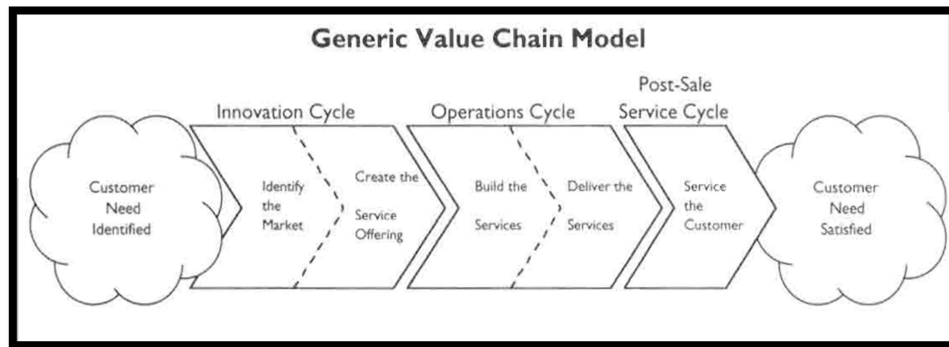 Generic Value Chain Model
Innovation Cycle
Operations Cycle
Post-Sale
Service Cycle
Customer
Need
Identified
Identify
the
Market
Create the
Service
Offering
Build the
Services
Deliver the
Services
Service
the
Customer
Customer
Need
Satisfied